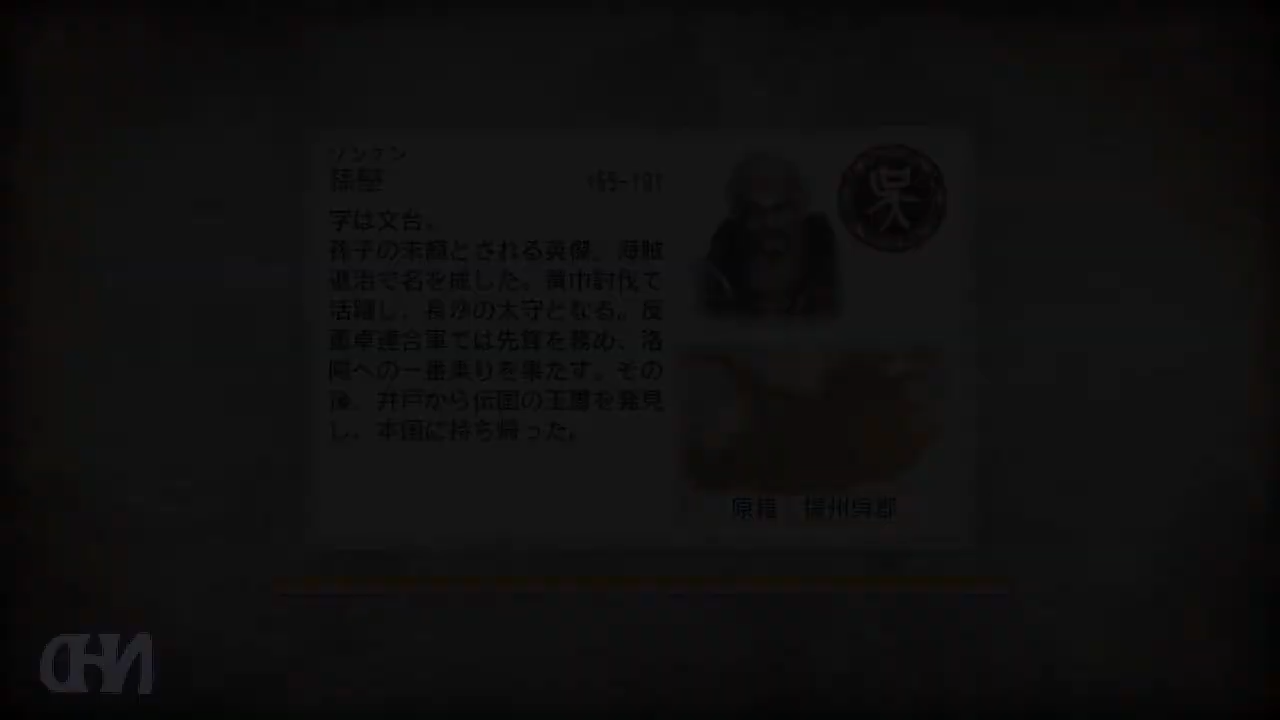 ソンケン
孫堅
155-191
呉
字は文台。
孫子の末裔とされる英傑。海賊
退治で名を成した。黄巾討伐で
活躍し、長沙の太守となる。反
董卓連合軍では先鋒を務め、洛
陽への一番乗りを果たす。その
後、井戸から伝国の玉璽を発見
し、本国に持ち帰った。
原籍 揚州呉郡